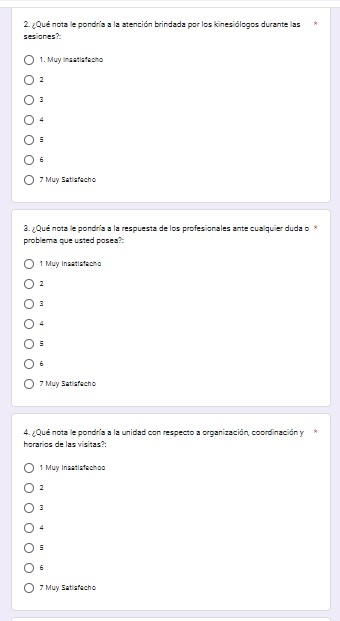 2. ¿Qué nota le pondría a la atención brindada por los kinesiólogos durante las *
sesiones?:
1. Muy Insatisfecho
2
3
4
5
6
7 Muy Satisfecho
3. ¿Qué nota le pondría a la respuesta de los profesionales ante cualquier duda o *
problema que usted posea?:
1 Muy Insatisfecho
2
3
4
5
6
7 Muy Satisfecho
4. ¿Qué nota le pondría a la unidad con respecto a organización, coordinación y *
horarios de las visitas?:
1 Muy Insatisfechoo
2
3
4
5
6
7 Muy Satisfecho